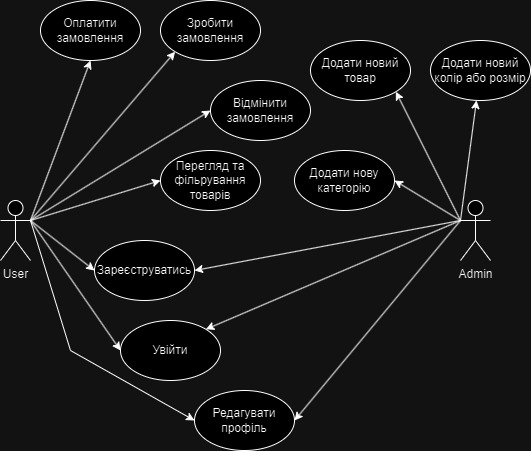 Оплатити
замовлення
Зробити
замовлення
Додати новий
товар
Додати новий
колір або розмір
Відмінити
замовлення
Перегляд та
фільрування
товарів
Додати нову
категорію
User
Admin
Зареєструватись
Увійти
Редагувати
профіль